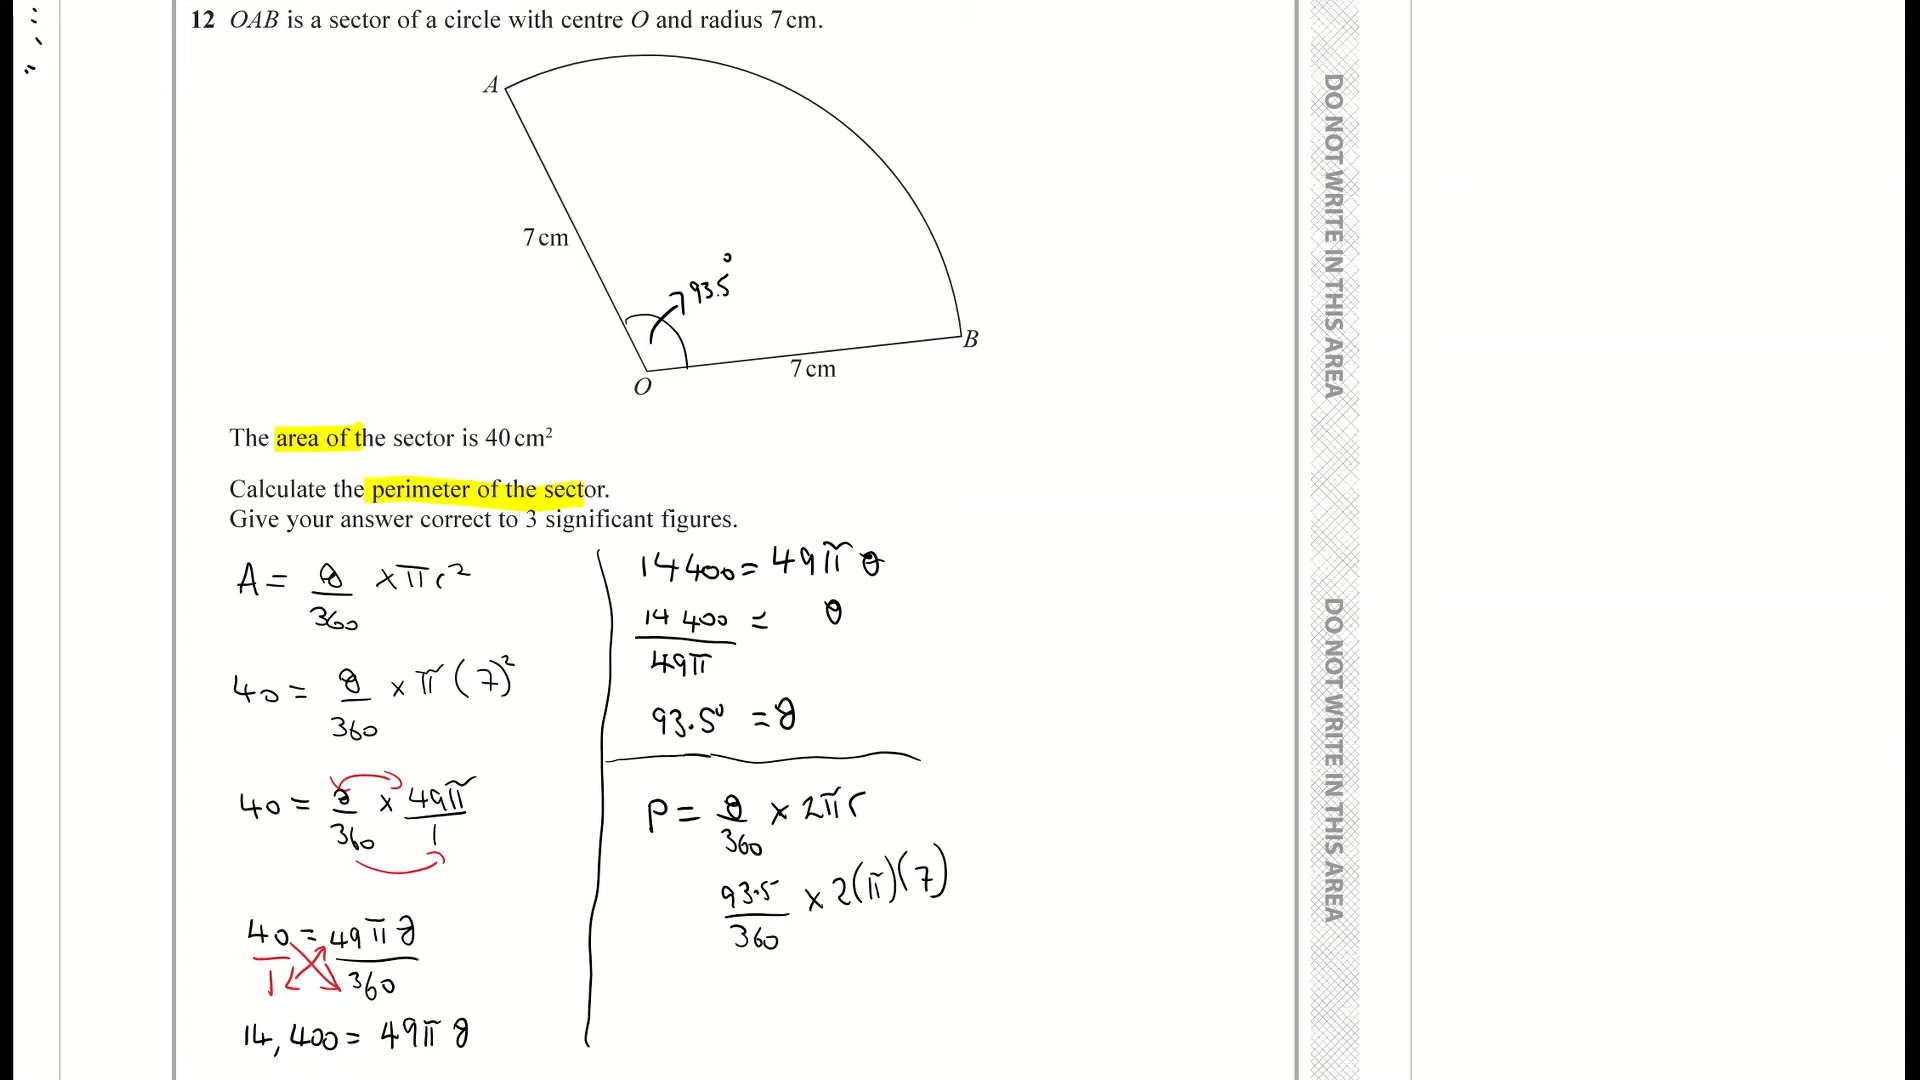 12 OAB is a sector of a circle with centre O and radius 7 cm.
A
7 cm
93.5°
B
7 cm
O
The area of the sector is 40 cm²
Calculate the perimeter of the sector.
Give your answer correct to 3 significant figures.
A = θ/360 × πr²
40 = θ/360 × π(7)²
40 = θ/360 × 49π/1
40/1 = 49πθ/360
14,400 = 49πθ
14400 = 49πθ
14400/49π = θ
93.5° = θ
P = θ/360 × 2πr
93.5/360 × 2(π)(7)
DO NOT WRITE IN THIS AREA
DO NOT WRITE IN THIS AREA